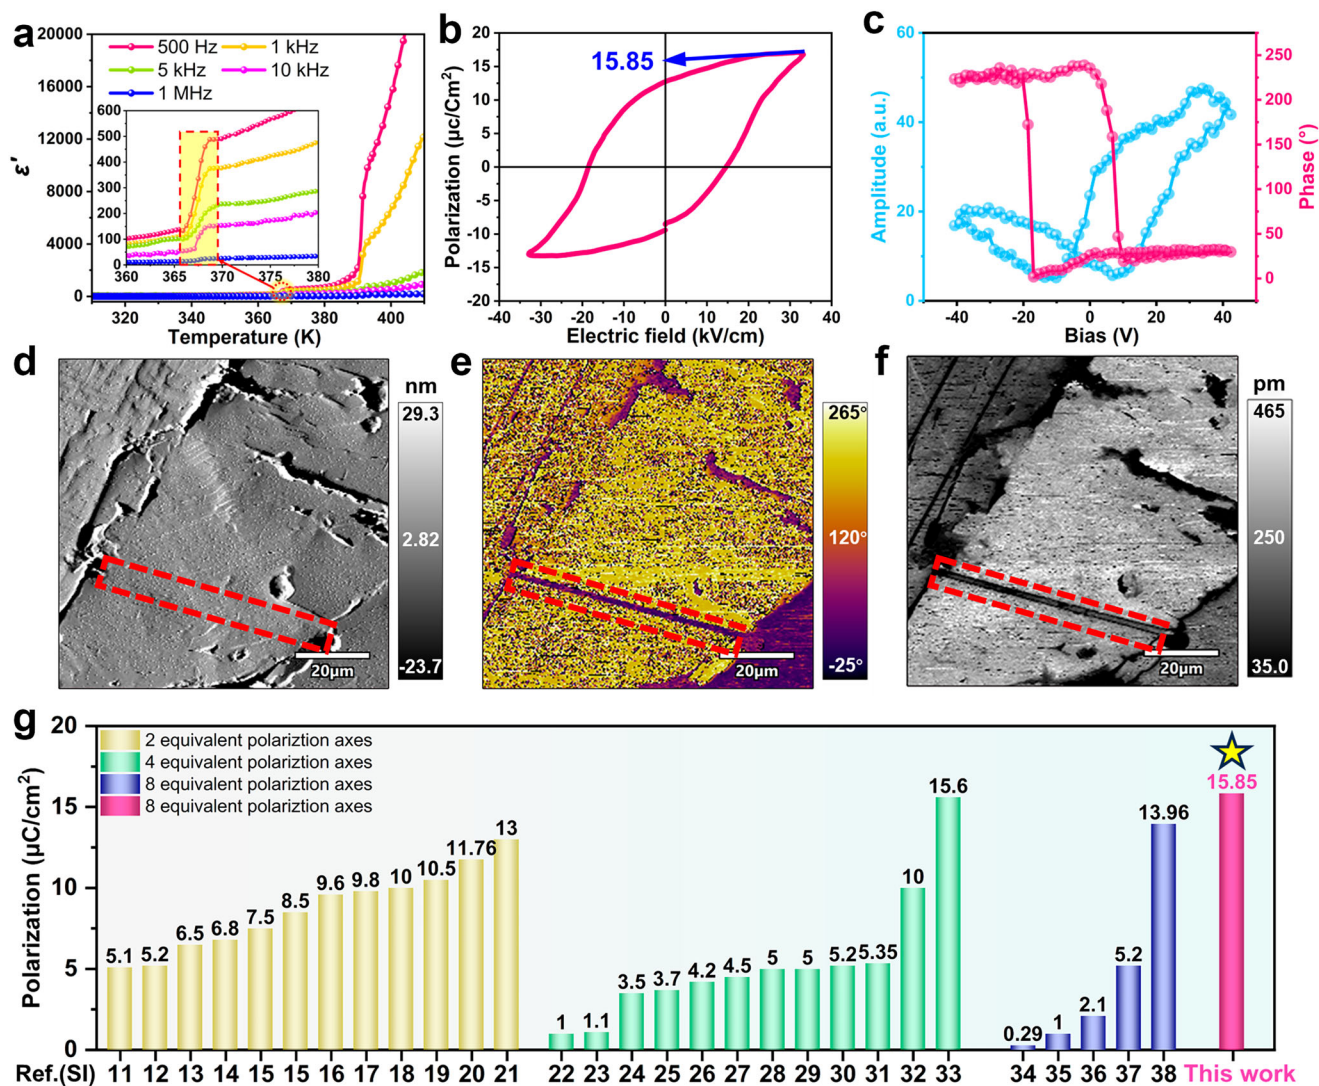 a
20000
16000
12000
8000
4000
0
ε′
500 Hz
1 kHz
5 kHz
10 kHz
1 MHz
600
500
400
300
200
100
0
360 365 370 375 380
320 340 360 380 400
Temperature (K)
b
20
15
10
5
0
-5
-10
-15
-20
Polarization (μc/Cm2)
15.85
-40 -30 -20 -10 0 10 20 30 40
Electric field (kV/cm)
c
60
40
20
0
Amplitude (a.u.)
250
200
150
100
50
0
Phase (°)
-40 -20 0 20 40
Bias (V)
d
nm
29.3
2.82
-23.7
20μm
e
265°
120°
-25°
20μm
f
pm
465
250
35.0
20μm
g
20
15
10
5
0
Polarization (μC/cm2)
2 equivalent polariztion axes
4 equivalent polariztion axes
8 equivalent polariztion axes
8 equivalent polariztion axes
5.1 5.2 6.5 6.8 7.5 8.5 9.6 9.8 10 10.5 11.76 13
1 1.1 3.5 3.7 4.2 4.5 5 5 5.2 5.35 10 15.6
0.29 1 2.1 5.2 13.96
15.85
Ref.(SI) 11 12 13 14 15 15 16 17 18 19 20 21 22 23 24 25 26 27 28 29 30 31 32 33 34 35 36 37 38 This work